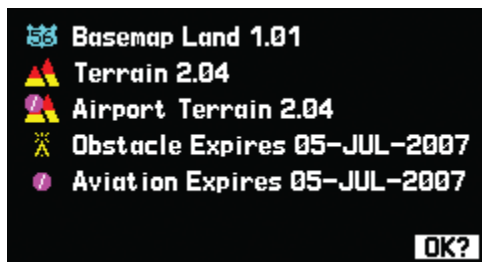 56 Basemap Land 1.01
Terrain 2.04
Airport Terrain 2.04
Obstacle Expires 05-JUL-2007
Aviation Expires 05-JUL-2007
OK?